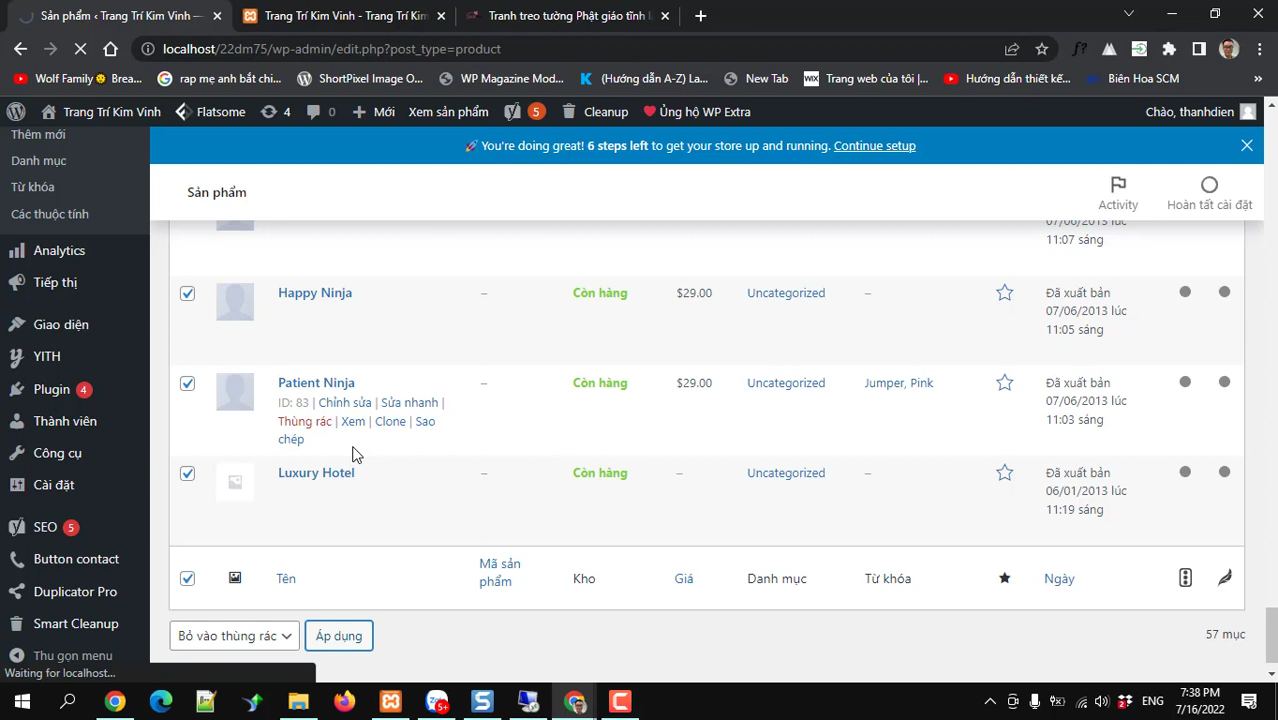 Sản phẩm ‹ Trang Trí Kim Vinh —
Trang Trí Kim Vinh - Trang Trí Kim
Tranh treo tường Phật giáo tĩnh l
localhost/22dm75/wp-admin/edit.php?post_type=product
Wolf Family Brea...
rap mẹ anh bắt chi...
ShortPixel Image O...
WP Magazine Mod...
(Hướng dẫn A-Z) La...
New Tab
Trang web của tôi |...
Hướng dẫn thiết kế...
Biên Hoa SCM
»
Trang Trí Kim Vinh
Flatsome
4
0
Mới
Xem sản phẩm
5
Cleanup
Ủng hộ WP Extra
Chào, thanhdien
Thêm mới
Danh mục
Từ khóa
Các thuộc tính
Analytics
Tiếp thị
Giao diện
YITH
Plugin 4
Thành viên
Công cụ
Cài đặt
SEO 5
Button contact
Duplicator Pro
Smart Cleanup
Thu gọn menu
You're doing great! 6 steps left to get your store up and running. Continue setup
Sản phẩm
Activity
Hoàn tất cài đặt
07/06/2013 lúc
11:07 sáng
Happy Ninja – Còn hàng $29.00 Uncategorized – Đã xuất bản
07/06/2013 lúc
11:05 sáng
Patient Ninja – Còn hàng $29.00 Uncategorized Jumper, Pink Đã xuất bản
ID: 83 | Chỉnh sửa | Sửa nhanh | 07/06/2013 lúc
Thùng rác | Xem | Clone | Sao 11:03 sáng
chép
Luxury Hotel – Còn hàng – Uncategorized – Đã xuất bản
06/01/2013 lúc
11:19 sáng
Tên Mã sản phẩm Kho Giá Danh mục Từ khóa Ngày
Bỏ vào thùng rác Áp dụng 57 mục
Waiting for localhost...
5+
2
ENG
7:38 PM
7/16/2022